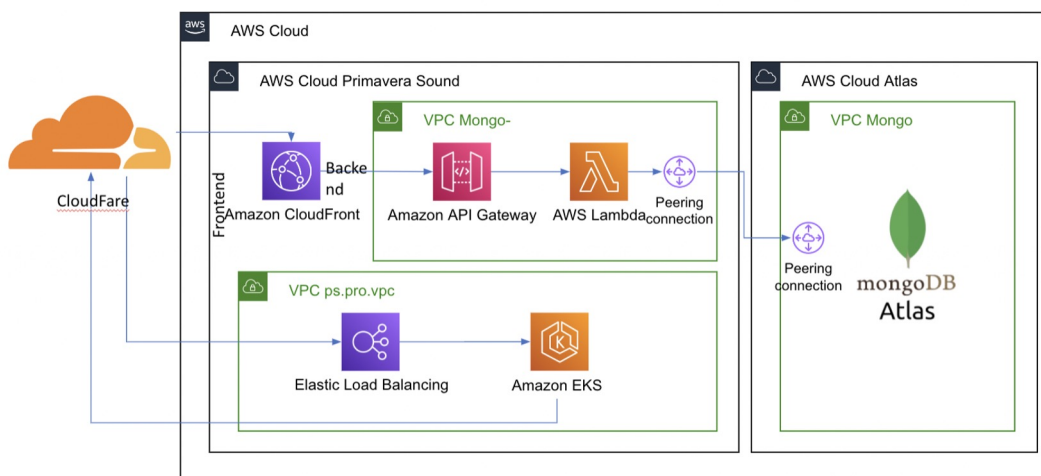 aws
AWS Cloud
AWS Cloud Primavera Sound
AWS Cloud Atlas
VPC Mongo-
VPC Mongo
CloudFare
Frontend
Backe
nd
Amazon CloudFront
Amazon API Gateway
AWS Lambda
Peering
connection
Peering
connection
mongoDB
Atlas
VPC ps.pro.vpc
Elastic Load Balancing
K
Amazon EKS